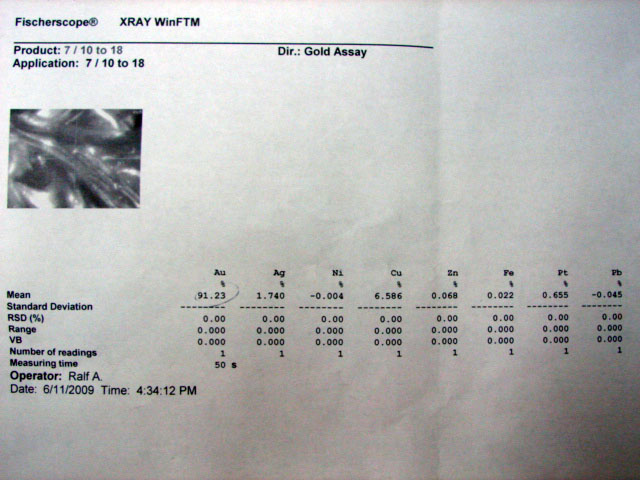 Fischerscope® XRAY WinFTM
Product: 7 / 10 to 18 Dir.: Gold Assay
Application: 7 / 10 to 18
Au Ag Ni Cu Zn Fe Pt Pb
% % % % % % % %
Mean 91.23 1.740 -0.004 6.586 0.068 0.022 0.655 -0.045
Standard Deviation -------- -------- -------- -------- -------- -------- -------- --------
RSD (%) 0.00 0.00 0.00 0.00 0.00 0.00 0.00 0.00
Range 0.000 0.000 0.000 0.000 0.000 0.000 0.000 0.000
VB 0.000 0.000 0.000 0.000 0.000 0.000 0.000 0.000
Number of readings 1 1 1 1 1 1 1 1
Measuring time 50 s
Operator: Ralf A.
Date: 6/11/2009 Time: 4:34:12 PM